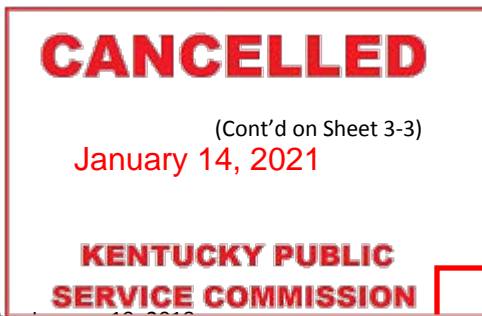 CANCELLED
(Cont’d on Sheet 3-3)
January 14, 2021
KENTUCKY PUBLIC
SERVICE COMMISSION